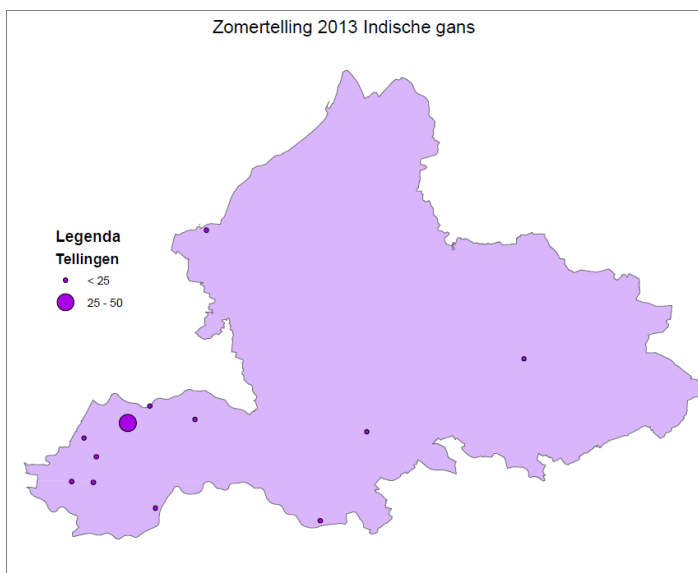 Zomertelling 2013 Indische gans
Legenda
Tellingen
< 25
25 - 50